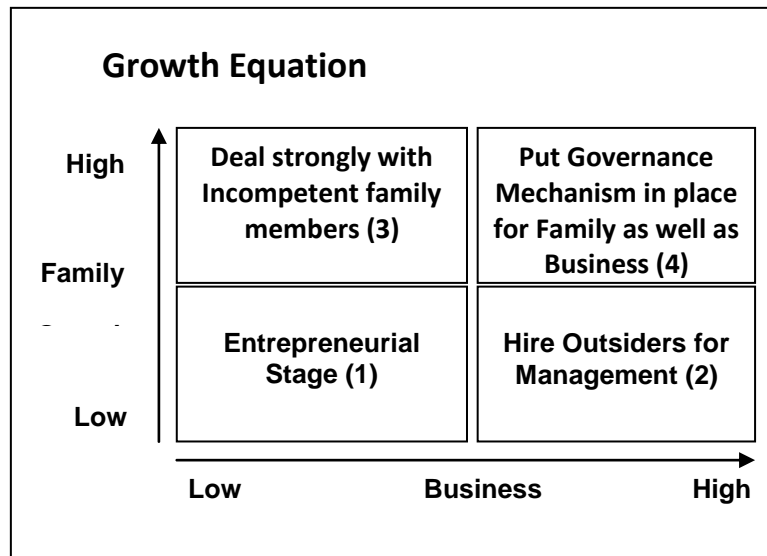 Growth Equation
High
Deal strongly with
Incompetent family
members (3)
Put Governance
Mechanism in place
for Family as well as
Business (4)
Family
Entrepreneurial
Stage (1)
Hire Outsiders for
Management (2)
Low
Low Business High